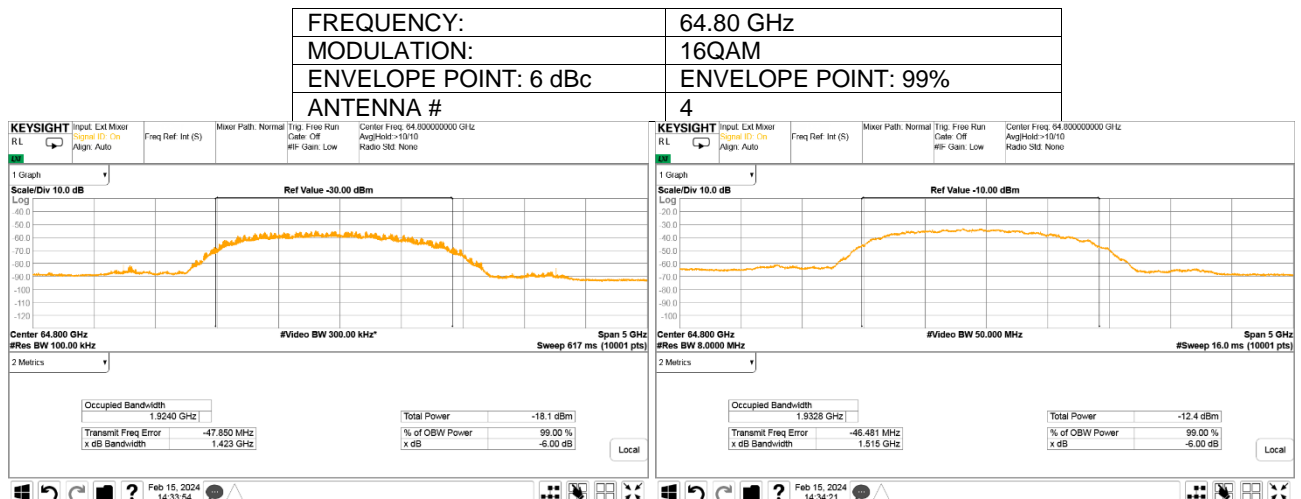 FREQUENCY: 64.80 GHz
MODULATION: 16QAM
ENVELOPE POINT: 6 dBc ENVELOPE POINT: 99%
ANTENNA # 4
KEYSIGHT Input: Ext Mixer Mixer Path: Normal Trig: Free Run Center Freq: 64.800000000 GHz
RL Signal ID: On Freq Ref: Int (S) Gate: Off Avg|Hold:>10/10
Align: Auto #IF Gain: Low Radio Std: None
LXI
1 Graph
Scale/Div 10.0 dB Ref Value -30.00 dBm
Log
-40.0
-50.0
-60.0
-70.0
-80.0
-90.0
-100
-110
-120
Center 64.800 GHz #Video BW 300.00 kHz* Span 5 GHz
#Res BW 100.00 kHz Sweep 617 ms (10001 pts)
2 Metrics
Occupied Bandwidth
1.9240 GHz Total Power -18.1 dBm
Transmit Freq Error -47.850 MHz % of OBW Power 99.00 %
x dB Bandwidth 1.423 GHz x dB -6.00 dB
Local
? Feb 15, 2024
14:33:54
KEYSIGHT Input: Ext Mixer Mixer Path: Normal Trig: Free Run Center Freq: 64.800000000 GHz
RL Signal ID: On Freq Ref: Int (S) Gate: Off Avg|Hold:>10/10
Align: Auto #IF Gain: Low Radio Std: None
LXI
1 Graph
Scale/Div 10.0 dB Ref Value -10.00 dBm
Log
-20.0
-30.0
-40.0
-50.0
-60.0
-70.0
-80.0
-90.0
-100
Center 64.800 GHz #Video BW 50.000 MHz Span 5 GHz
#Res BW 8.0000 MHz #Sweep 16.0 ms (10001 pts)
2 Metrics
Occupied Bandwidth
1.9328 GHz Total Power -12.4 dBm
Transmit Freq Error -46.481 MHz % of OBW Power 99.00 %
x dB Bandwidth 1.515 GHz x dB -6.00 dB
Local
? Feb 15, 2024
14:34:21